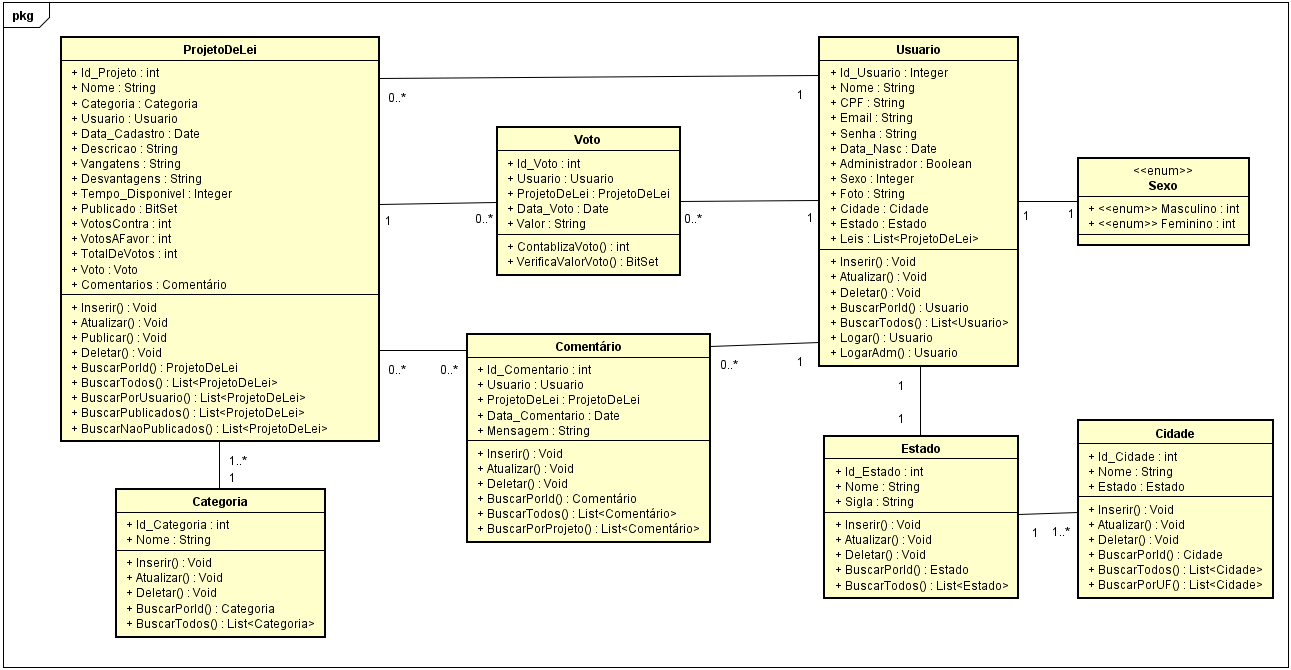 pkg
ProjetoDeLei
+ Id_Projeto : int
+ Nome : String
+ Categoria : Categoria
+ Usuario : Usuario
+ Data_Cadastro : Date
+ Descricao : String
+ Vangatens : String
+ Desvantagens : String
+ Tempo_Disponivel : Integer
+ Publicado : BitSet
+ VotosContra : int
+ VotosAFavor : int
+ TotalDeVotos : int
+ Voto : Voto
+ Comentarios : Comentário
+ Inserir() : Void
+ Atualizar() : Void
+ Publicar() : Void
+ Deletar() : Void
+ BuscarPorId() : ProjetoDeLei
+ BuscarTodos() : List<ProjetoDeLei>
+ BuscarPorUsuario() : List<ProjetoDeLei>
+ BuscarPublicados() : List<ProjetoDeLei>
+ BuscarNaoPublicados() : List<ProjetoDeLei>
0..*
1
Voto
+ Id_Voto : int
+ Usuario : Usuario
+ ProjetoDeLei : ProjetoDeLei
+ Data_Voto : Date
+ Valor : String
+ ContablizaVoto() : int
+ VerificaValorVoto() : BitSet
1
0..*
0..*
1
Usuario
+ Id_Usuario : Integer
+ Nome : String
+ CPF : String
+ Email : String
+ Senha : String
+ Data_Nasc : Date
+ Administrador : Boolean
+ Sexo : Integer
+ Foto : String
+ Cidade : Cidade
+ Estado : Estado
+ Leis : List<ProjetoDeLei>
+ Inserir() : Void
+ Atualizar() : Void
+ Deletar() : Void
+ BuscarPorId() : Usuario
+ BuscarTodos() : List<Usuario>
+ Logar() : Usuario
+ LogarAdm() : Usuario
1
1
<<enum>>
Sexo
+ <<enum>> Masculino : int
+ <<enum>> Feminino : int
Comentário
+ Id_Comentario : int
+ Usuario : Usuario
+ ProjetoDeLei : ProjetoDeLei
+ Data_Comentario : Date
+ Mensagem : String
+ Inserir() : Void
+ Atualizar() : Void
+ Deletar() : Void
+ BuscarPorId() : Comentário
+ BuscarTodos() : List<Comentário>
+ BuscarPorProjeto() : List<Comentário>
0..*
0..*
0..*
1
1..*
1
Categoria
+ Id_Categoria : int
+ Nome : String
+ Inserir() : Void
+ Atualizar() : Void
+ Deletar() : Void
+ BuscarPorId() : Categoria
+ BuscarTodos() : List<Categoria>
1
1
Estado
+ Id_Estado : int
+ Nome : String
+ Sigla : String
+ Inserir() : Void
+ Atualizar() : Void
+ Deletar() : Void
+ BuscarPorId() : Estado
+ BuscarTodos() : List<Estado>
1
1..*
Cidade
+ Id_Cidade : int
+ Nome : String
+ Estado : Estado
+ Inserir() : Void
+ Atualizar() : Void
+ Deletar() : Void
+ BuscarPorId() : Cidade
+ BuscarTodos() : List<Cidade>
+ BuscarPorUF() : List<Cidade>